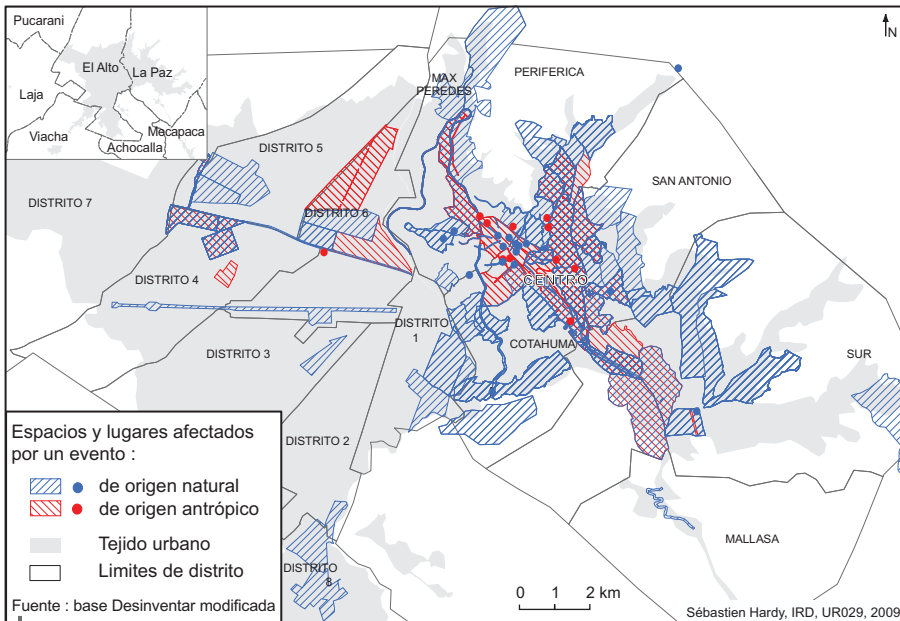 Pucarani
El Alto
La Paz
Laja
Viacha
Mecapaca
Achocalla
N
MAX
PEREDES
PERIFERICA
DISTRITO 5
SAN ANTONIO
DISTRITO 7
DISTRITO 6
DISTRITO 4
CENTRO
DISTRITO
1
COTAHUMA
DISTRITO 3
SUR
DISTRITO 2
MALLASA
DISTRITO
8
Espacios y lugares afectados
por un evento :
de origen natural
de origen antrópico
Tejido urbano
Limites de distrito
Fuente : base Desinventar modificada
0 1 2 km
Sébastien Hardy, IRD, UR029, 2009